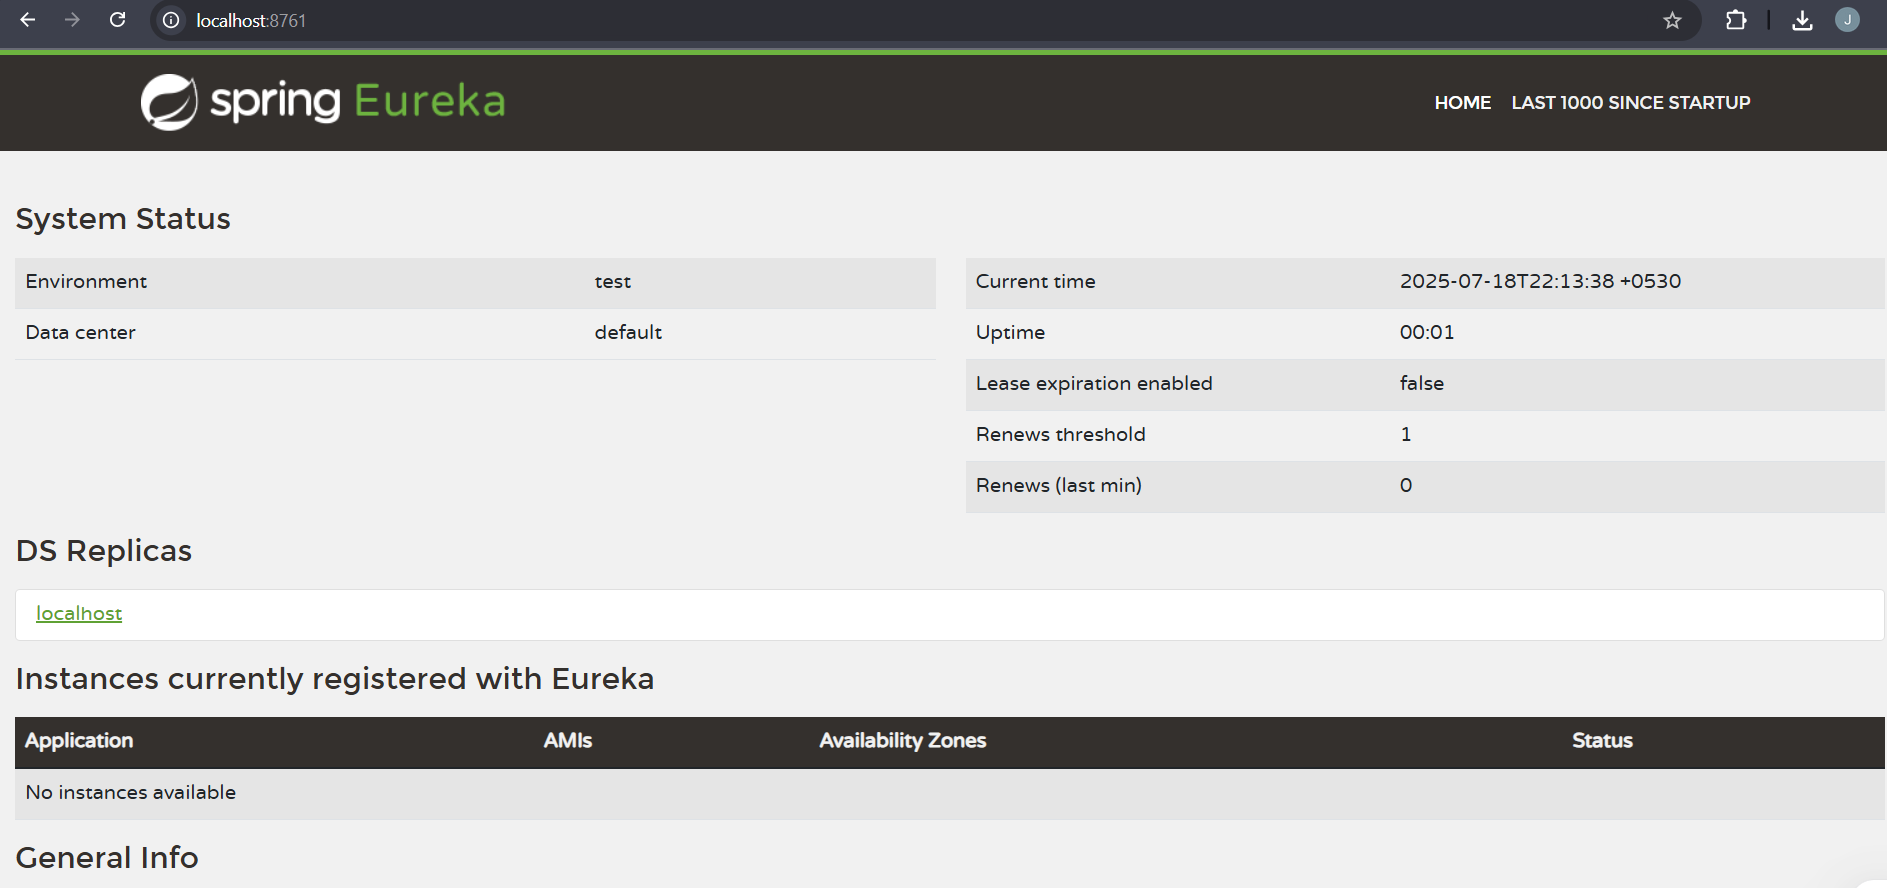 localhost:8761
J
spring Eureka
HOME LAST 1000 SINCE STARTUP
System Status
Environment test
Data center default
Current time 2025-07-18T22:13:38 +0530
Uptime 00:01
Lease expiration enabled false
Renews threshold 1
Renews (last min) 0
DS Replicas
localhost
Instances currently registered with Eureka
Application AMIs Availability Zones Status
No instances available
General Info